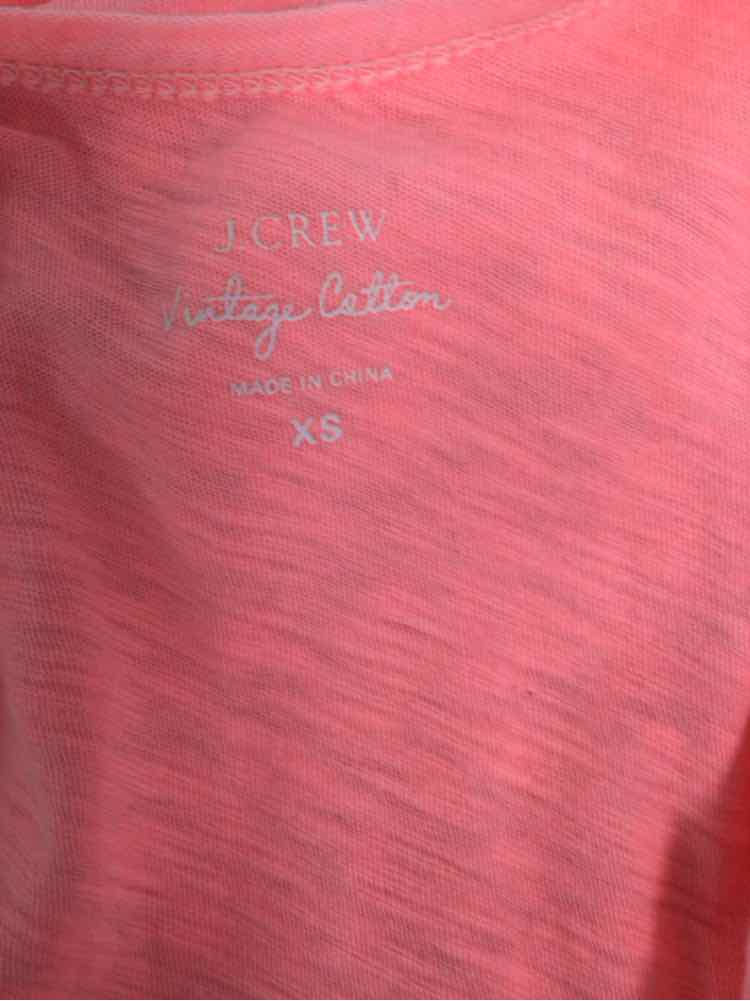 J.CREW
Vintage Cotton
MADE IN CHINA
XS